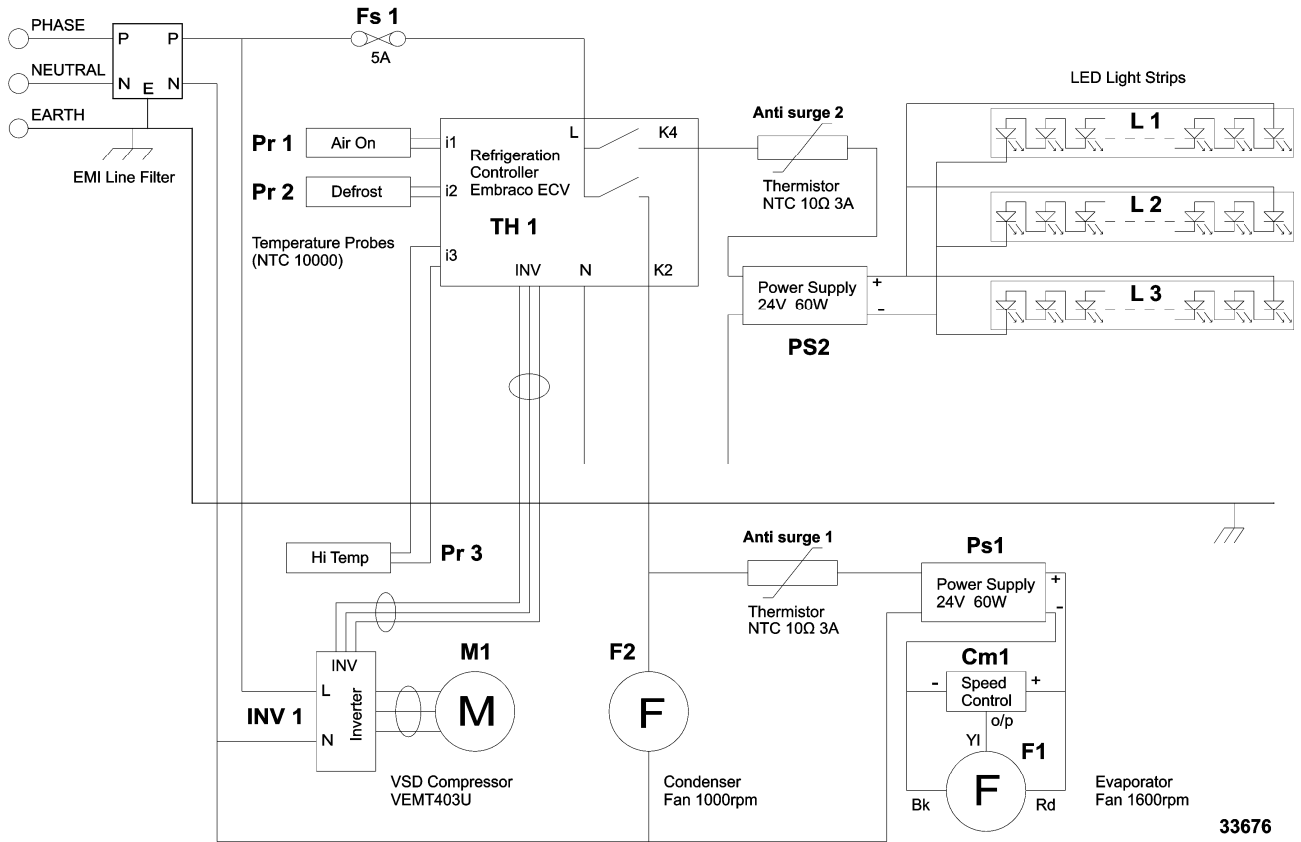 PHASE
NEUTRAL
EARTH
P P
N E N
EMI Line Filter
Fs 1
5A
Pr 1
Air On
Pr 2
Defrost
Temperature Probes
(NTC 10000)
i1
i2
i3
Refrigeration
Controller
Embraco ECV
TH 1
L
K4
INV
N
K2
Anti surge 2
Thermistor
NTC 10Ω 3A
Power Supply
24V 60W
+
-
PS2
LED Light Strips
L 1
L 2
L 3
Hi Temp
Pr 3
INV 1
INV
L
N
Inverter
M1
M
VSD Compressor
VEMT403U
F2
F
Condenser
Fan 1000rpm
Anti surge 1
Thermistor
NTC 10Ω 3A
Ps1
Power Supply
24V 60W
+
-
Cm1
-
Speed
Control
+
o/p
Yl
F1
F
Bk
Rd
Evaporator
Fan 1600rpm
33676